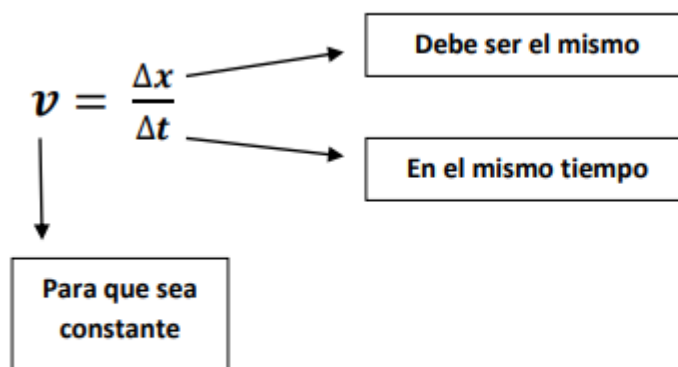 Debe ser el mismo
v = Δx/Δt
En el mismo tiempo
Para que sea
constante